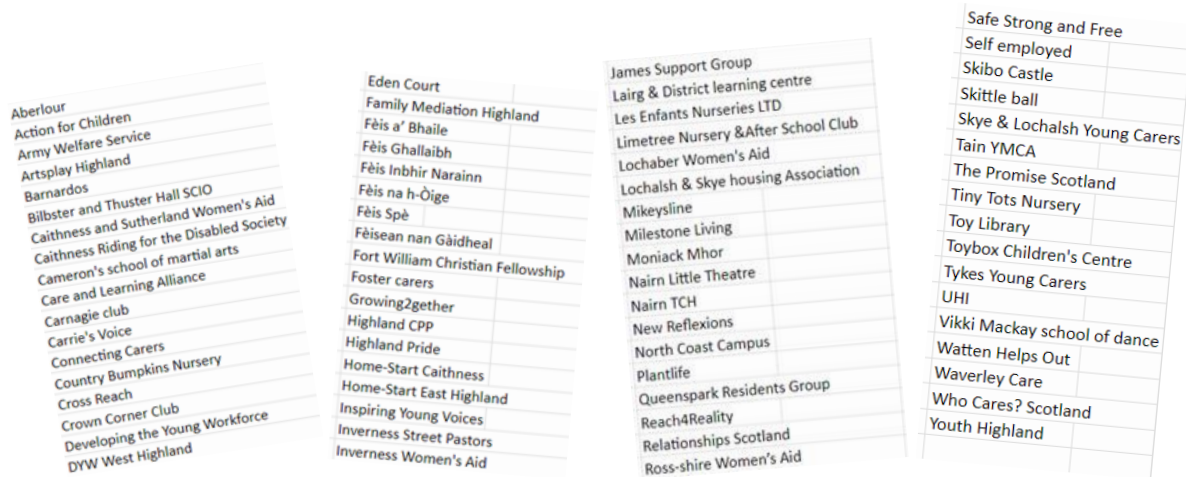 Aberlour
Action for Children
Army Welfare Service
Artsplay Highland
Barnardos
Bilbster and Thuster Hall SCIO
Caithness and Sutherland Women's Aid
Caithness Riding for the Disabled Society
Cameron's school of martial arts
Care and Learning Alliance
Carnagie club
Carrie's Voice
Connecting Carers
Country Bumpkins Nursery
Cross Reach
Crown Corner Club
Developing the Young Workforce
DYW West Highland
Eden Court
Family Mediation Highland
Fèis a' Bhaile
Fèis Ghallaibh
Fèis Inbhir Narainn
Fèis na h-Òige
Fèis Spè
Fèisean nan Gàidheal
Fort William Christian Fellowship
Foster carers
Growing2gether
Highland CPP
Highland Pride
Home-Start Caithness
Home-Start East Highland
Inspiring Young Voices
Inverness Street Pastors
Inverness Women's Aid
James Support Group
Lairg & District learning centre
Les Enfants Nurseries LTD
Limetree Nursery &After School Club
Lochaber Women's Aid
Lochalsh & Skye housing Association
Mikeysline
Milestone Living
Moniack Mhor
Nairn Little Theatre
Nairn TCH
New Reflexions
North Coast Campus
Plantlife
Queenspark Residents Group
Reach4Reality
Relationships Scotland
Ross-shire Women's Aid
Safe Strong and Free
Self employed
Skibo Castle
Skittle ball
Skye & Lochalsh Young Carers
Tain YMCA
The Promise Scotland
Tiny Tots Nursery
Toy Library
Toybox Children's Centre
Tykes Young Carers
UHI
Vikki Mackay school of dance
Watten Helps Out
Waverley Care
Who Cares? Scotland
Youth Highland